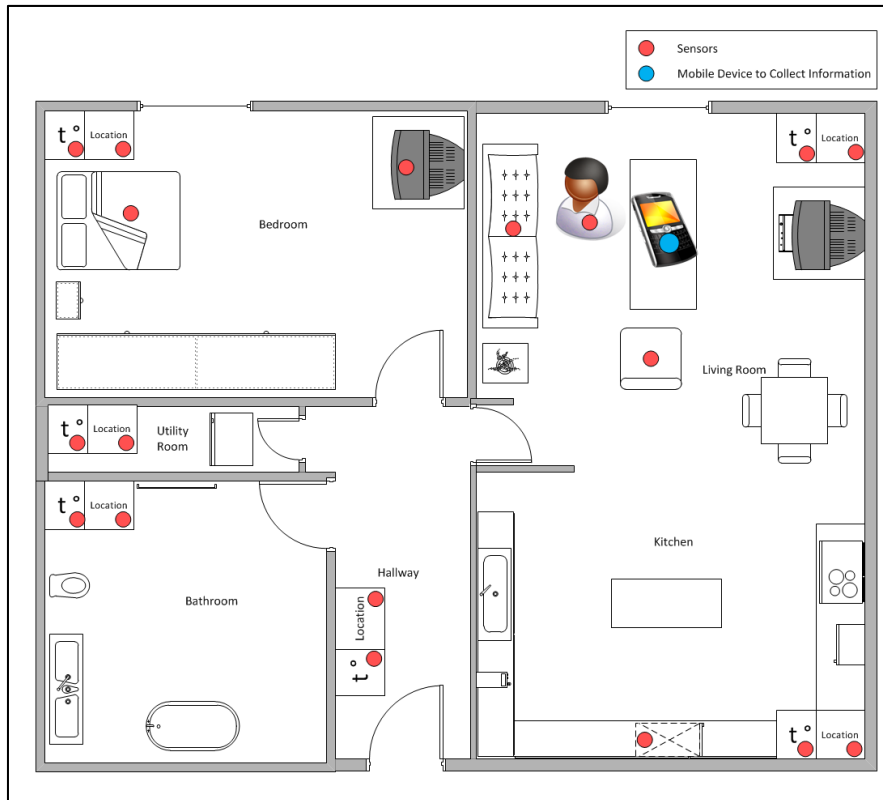 Sensors
Mobile Device to Collect Information
t°
Location
t°
Location
Bedroom
Living Room
t°
Location
Utility
Room
t°
Location
Kitchen
Hallway
Bathroom
Location
t°
t°
Location